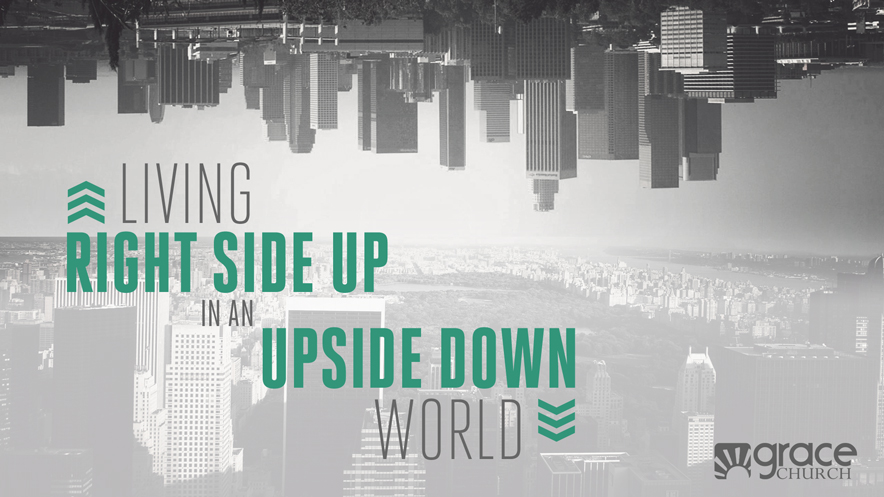 LIVING
RIGHT SIDE UP
IN AN
UPSIDE DOWN
WORLD
grace
CHURCH